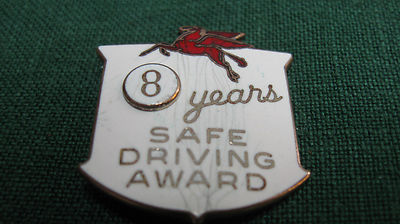 8 years
SAFE
DRIVING
AWARD